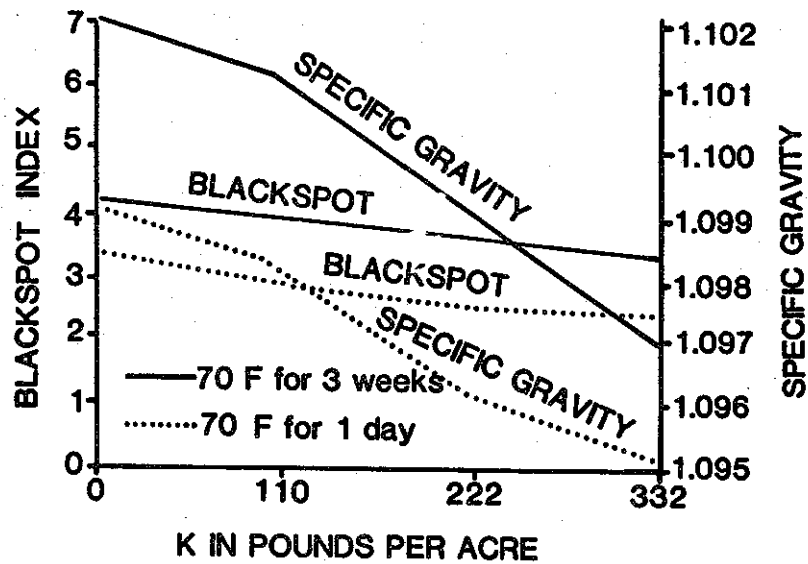 7
6
5
4
3
2
1
0
BLACKSPOT INDEX
1.102
1.101
1.100
1.099
1.098
1.097
1.096
1.095
SPECIFIC GRAVITY
SPECIFIC GRAVITY
BLACKSPOT
BLACKSPOT
SPECIFIC GRAVITY
70 F for 3 weeks
70 F for 1 day
0
110
222
332
K IN POUNDS PER ACRE